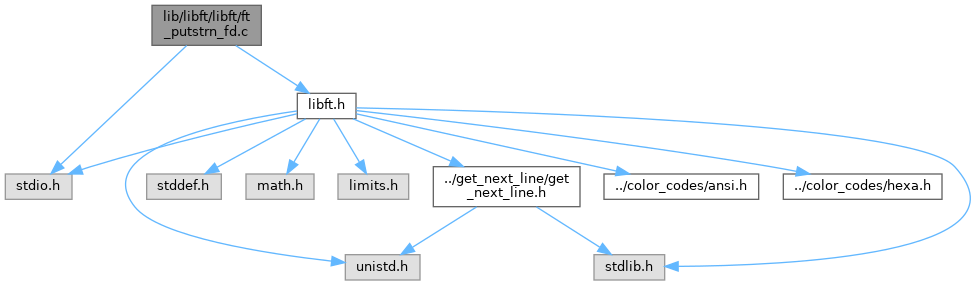 lib/libft/libft/ft
_putstrn_fd.c
libft.h
stdio.h
stddef.h
math.h
limits.h
../get_next_line/get
_next_line.h
../color_codes/ansi.h
../color_codes/hexa.h
unistd.h
stdlib.h